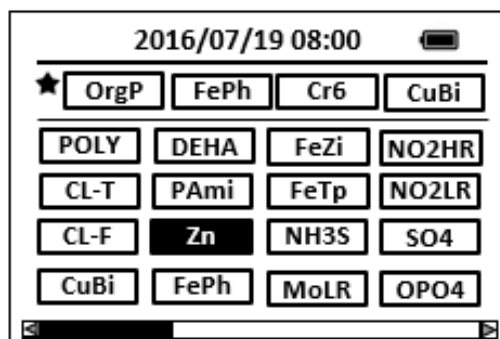 2016/07/19 08:00
OrgP FePh Cr6 CuBi
POLY DEHA FeZi NO2HR
CL-T PAmi FeTp NO2LR
CL-F Zn NH3S SO4
CuBi FePh MoLR OPO4